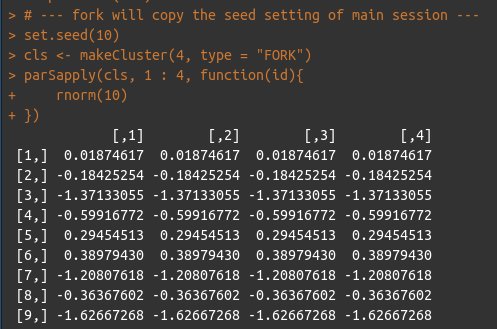 > # --- fork will copy the seed setting of main session ---
> set.seed(10)
> cls <- makeCluster(4, type = "FORK")
> parSapply(cls, 1 : 4, function(id){
+     rnorm(10)
+ })
             [,1]        [,2]        [,3]        [,4]
 [1,]  0.01874617  0.01874617  0.01874617  0.01874617
 [2,] -0.18425254 -0.18425254 -0.18425254 -0.18425254
 [3,] -1.37133055 -1.37133055 -1.37133055 -1.37133055
 [4,] -0.59916772 -0.59916772 -0.59916772 -0.59916772
 [5,]  0.29454513  0.29454513  0.29454513  0.29454513
 [6,]  0.38979430  0.38979430  0.38979430  0.38979430
 [7,] -1.20807618 -1.20807618 -1.20807618 -1.20807618
 [8,] -0.36367602 -0.36367602 -0.36367602 -0.36367602
 [9,] -1.62667268 -1.62667268 -1.62667268 -1.62667268